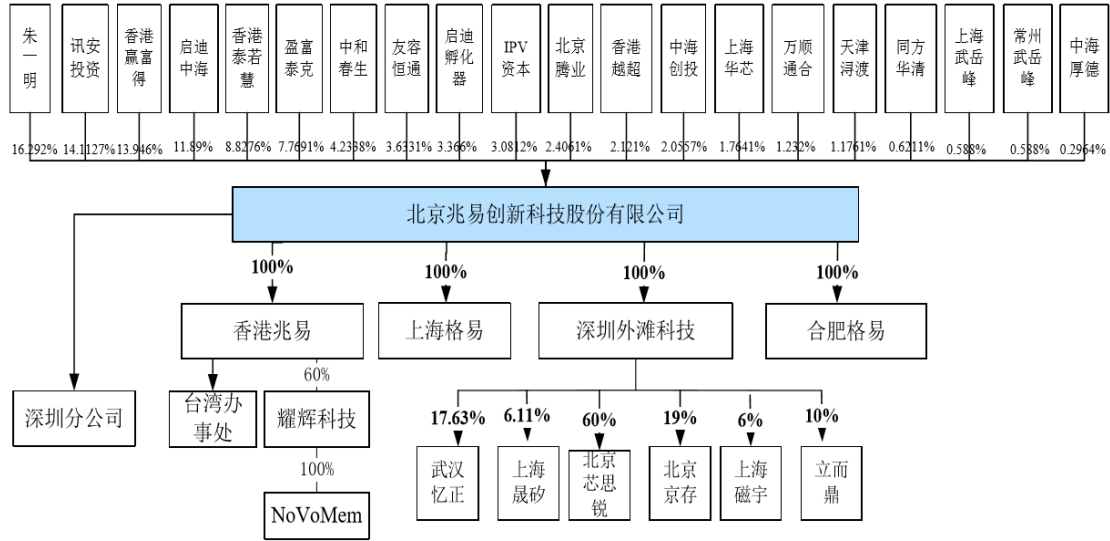 朱
一
明
讯安
投资
香港
赢富
得
启迪
中海
香港
泰若
慧
盈富
泰克
中和
春生
友容
恒通
启迪
孵化
器
IPV
资本
北京
腾业
香港
越超
中海
创投
上海
华芯
万顺
通合
天津
浔渡
同方
华清
上海
武岳
峰
常州
武岳
峰
中海
厚德
16.292%
14.1127%
13.946%
11.89%
8.8276%
7.7691%
4.2338%
3.6331%
3.366%
3.0812%
2.4061%
2.121%
2.0557%
1.7641%
1.232%
1.1761%
0.6211%
0.588%
0.588%
0.2964%
北京兆易创新科技股份有限公司
100%
100%
100%
100%
香港兆易
上海格易
深圳外滩科技
合肥格易
60%
深圳分公司
台湾办
事处
耀辉科技
17.63%
6.11%
60%
19%
6%
10%
100%
武汉
忆正
上海
晟矽
北京
芯思
锐
北京
京存
上海
磁宇
立而
鼎
NoVoMem